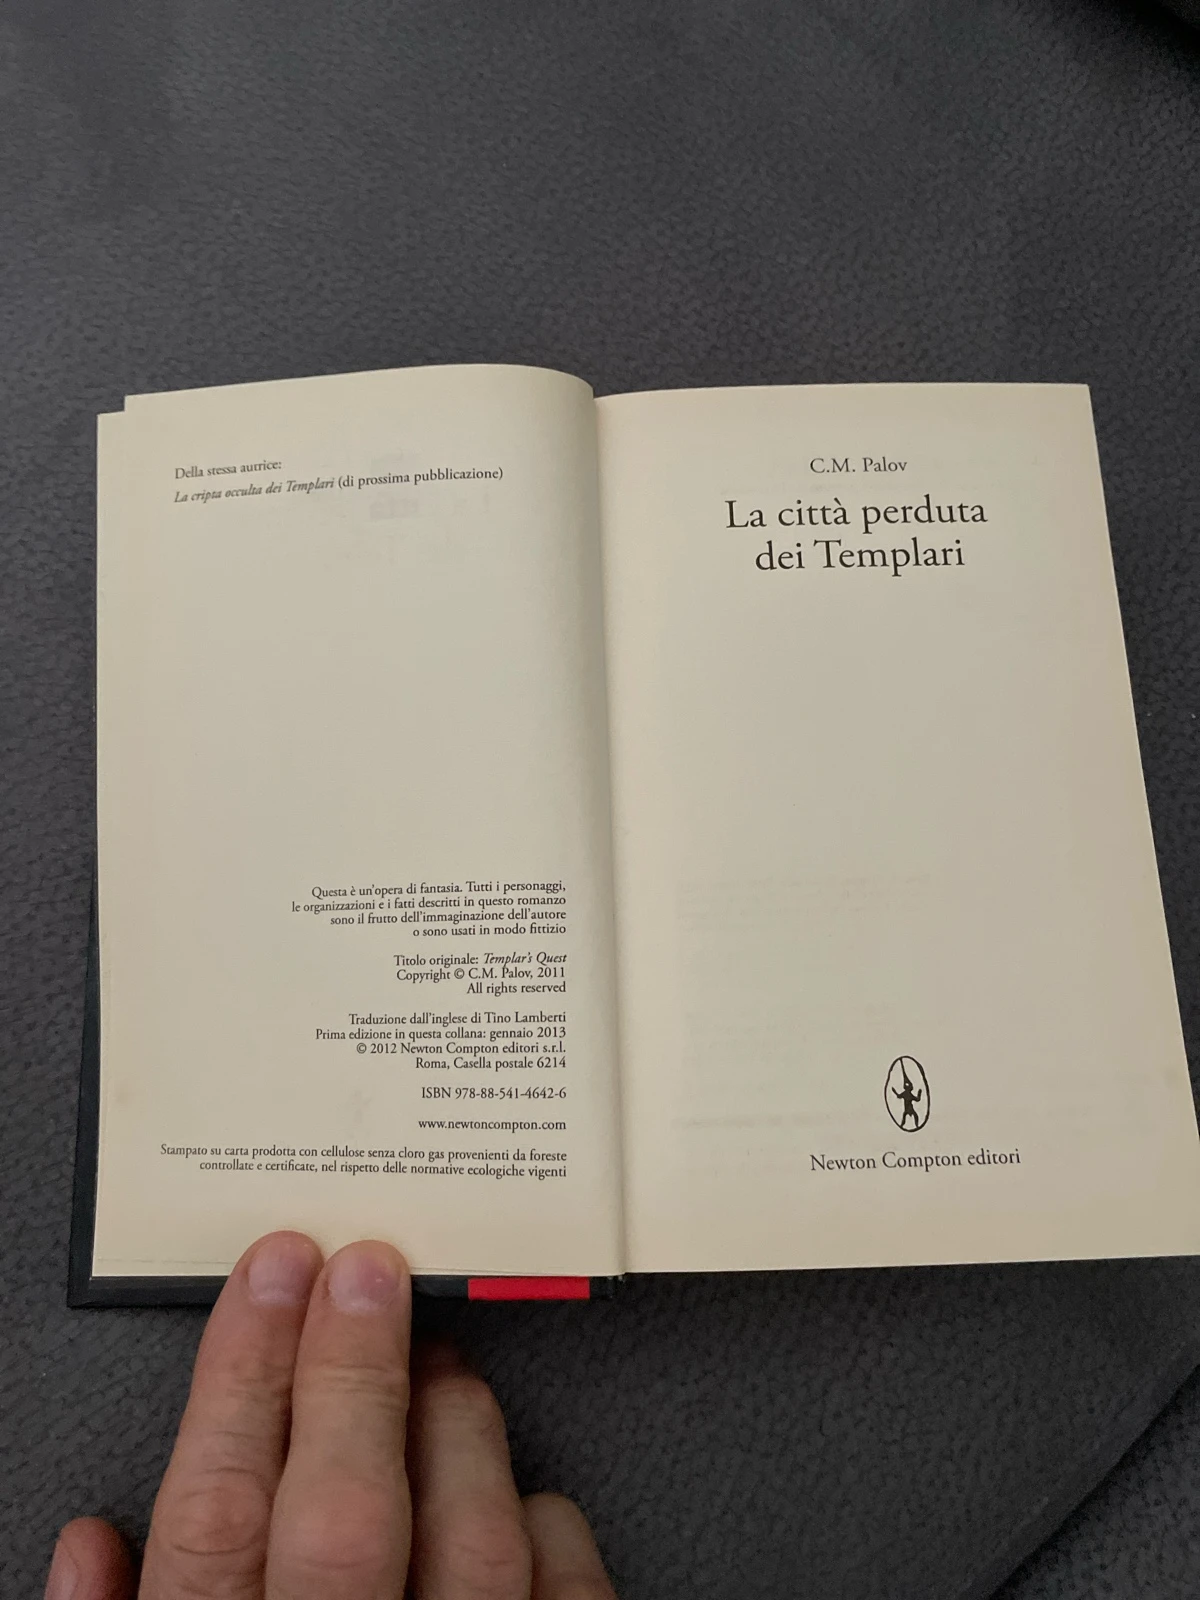 Della stessa autrice:
La cripta occulta dei Templari (di prossima pubblicazione)
Questa è un'opera di fantasia. Tutti i personaggi,
le organizzazioni e i fatti descritti in questo romanzo
sono il frutto dell'immaginazione dell'autore
o sono usati in modo fittizio
Titolo originale: Templar's Quest
Copyright © C.M. Palov, 2011
All rights reserved
Traduzione dall'inglese di Tino Lamberti
Prima edizione in questa collana: gennaio 2013
© 2012 Newton Compton editori s.r.l.
Roma, Casella postale 6214
ISBN 978-88-541-4642-6
www.newtoncompton.com
Stampato su carta prodotta con cellulose senza cloro gas provenienti da foreste
controllate e certificate, nel rispetto delle normative ecologiche vigenti
C.M. Palov
La città perduta
dei Templari
Newton Compton editori